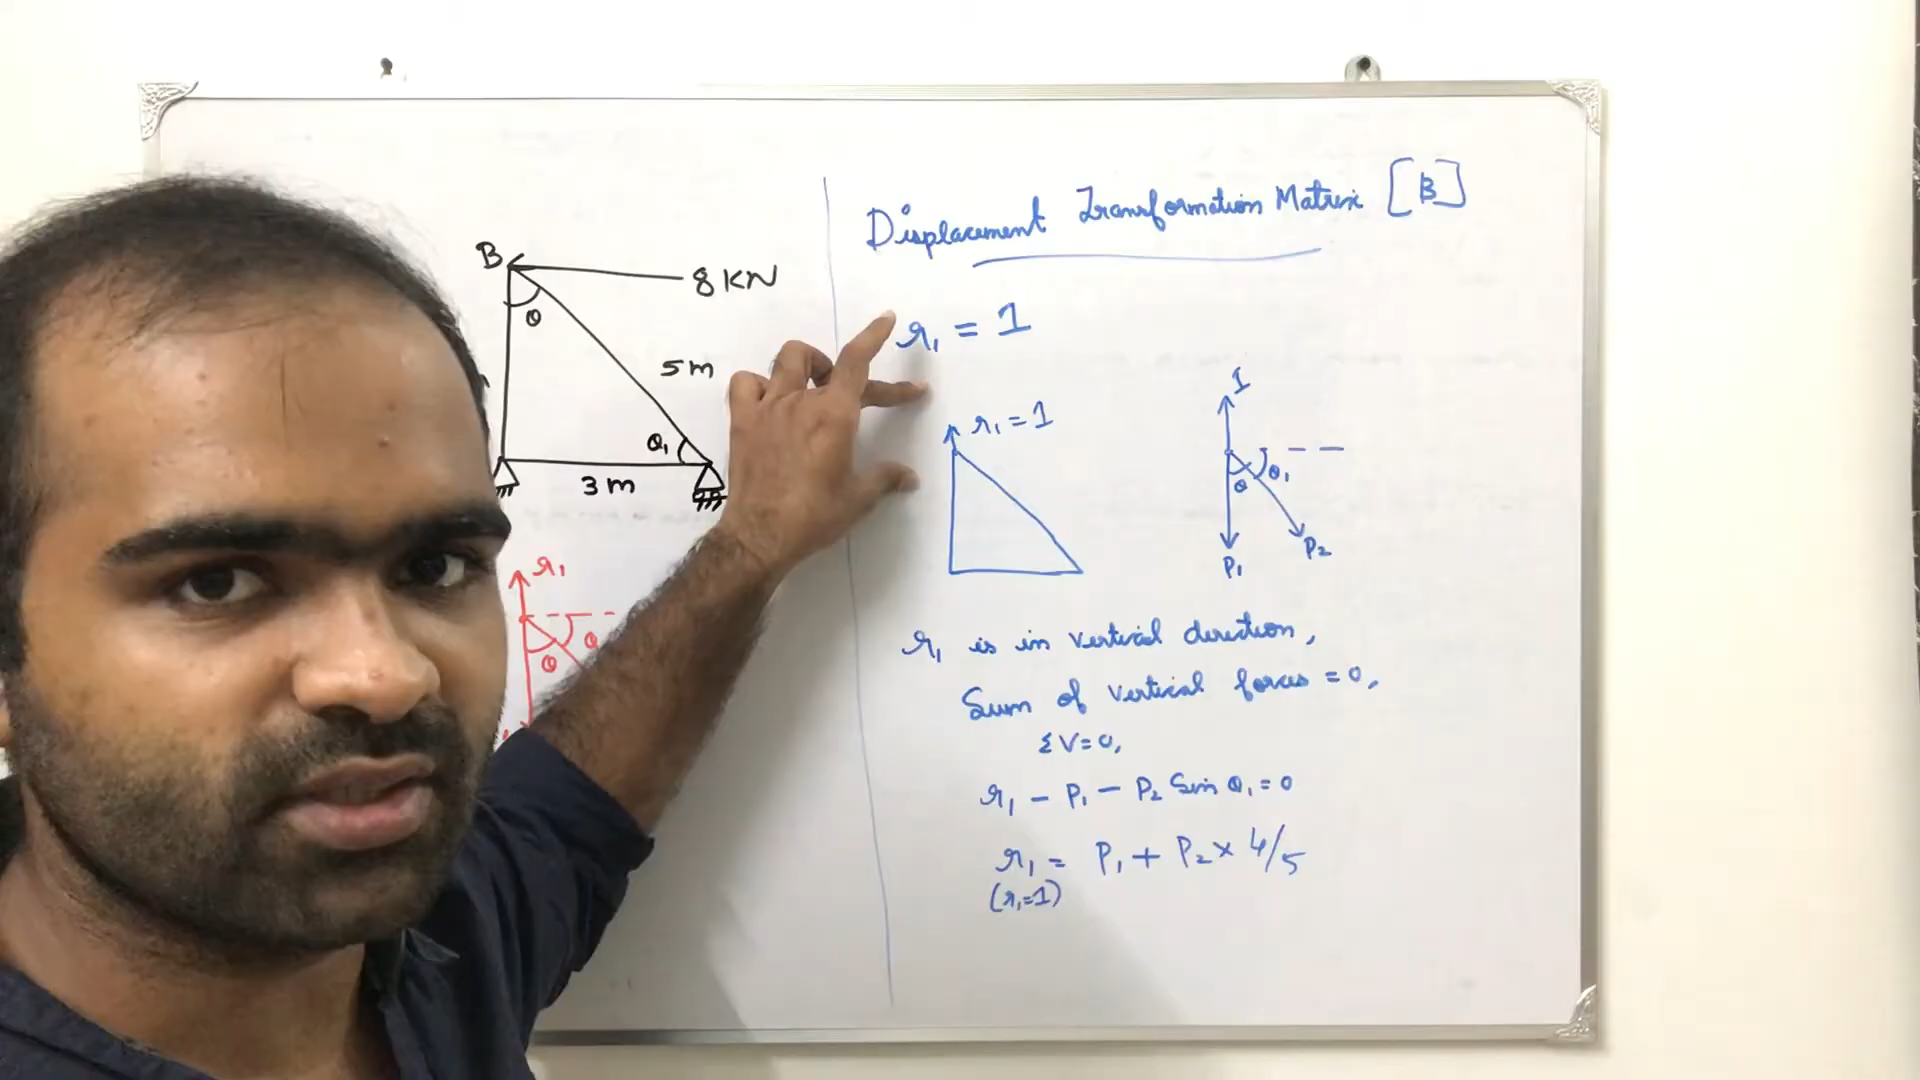 B
8 KN
θ
5 m
θ₁
3 m
r₁
θ
θ
Displacement Transformation Matrix [B]
r₁ = 1
r₁ = 1
1
θ
θ₁
P₁
P₂
r₁ is in vertical direction,
Sum of vertical forces = 0,
ΣV = 0,
r₁ - P₁ - P₂ Sin θ₁ = 0
r₁ = P₁ + P₂ × 4/5
(r₁=1)